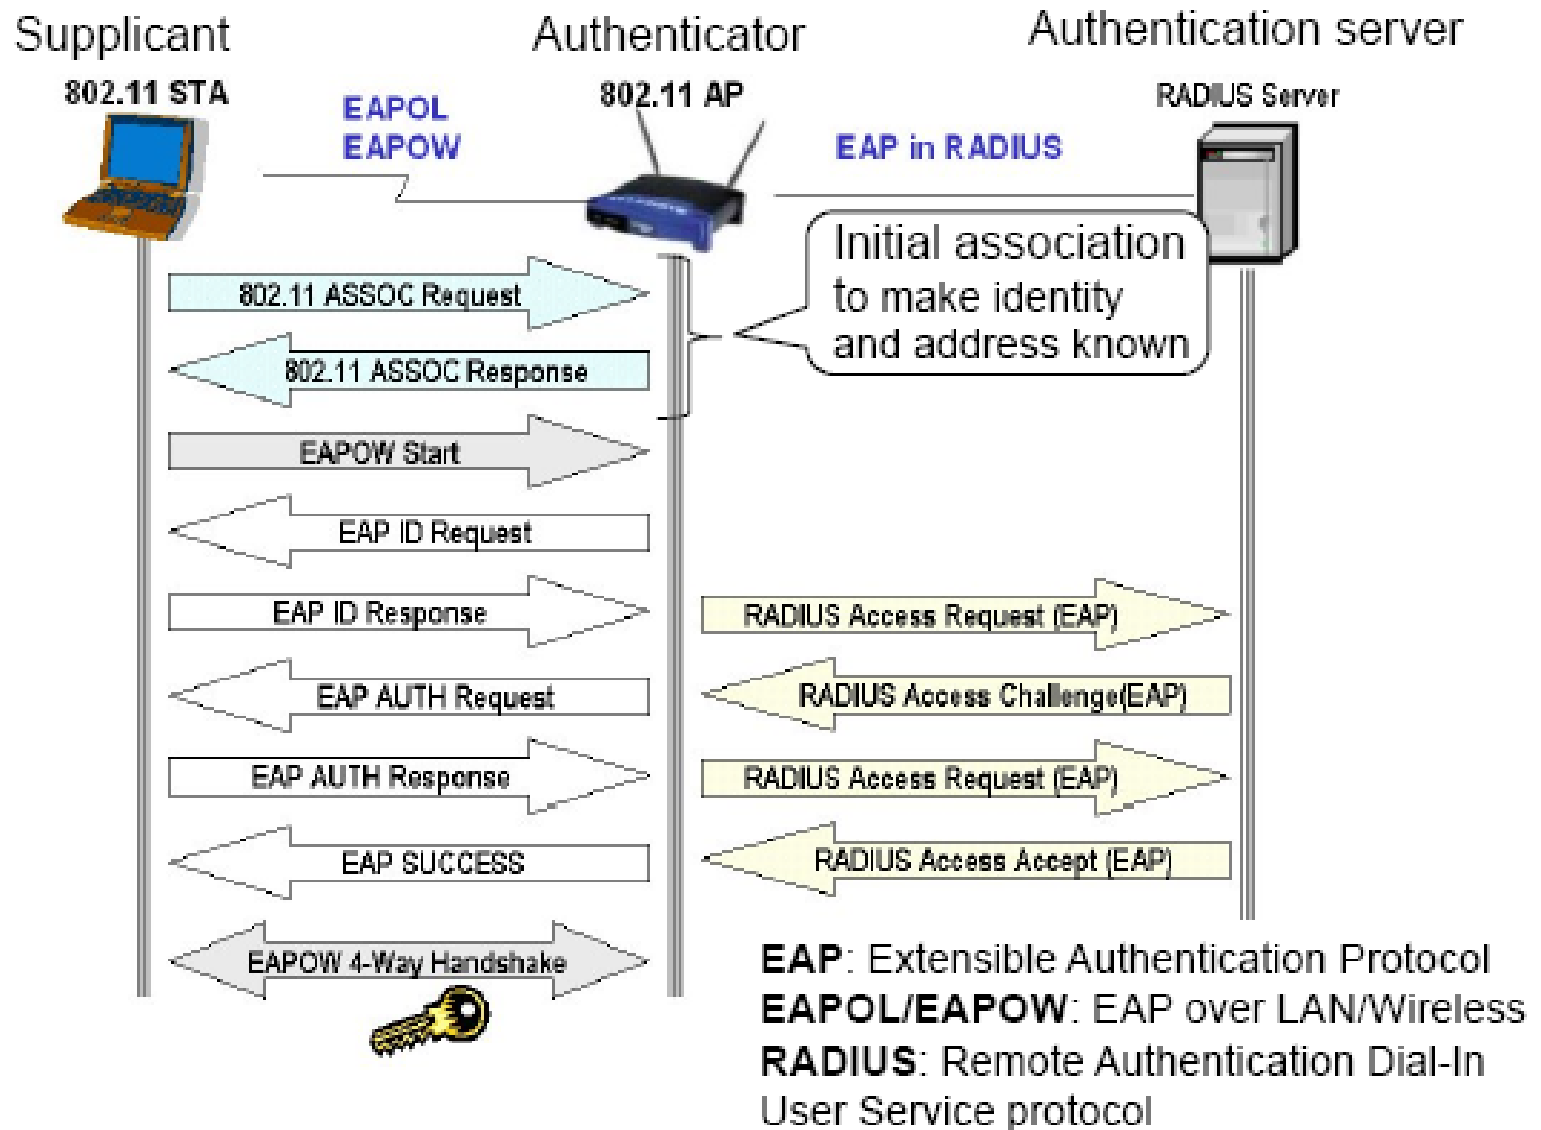 Supplicant
Authenticator
Authentication server
802.11 STA
802.11 AP
RADIUS Server
EAPOL
EAPOW
EAP in RADIUS
Initial association
to make identity
and address known
802.11 ASSOC Request
802.11 ASSOC Response
EAPOW Start
EAP ID Request
EAP ID Response
RADIUS Access Request (EAP)
EAP AUTH Request
RADIUS Access Challenge(EAP)
EAP AUTH Response
RADIUS Access Request (EAP)
EAP SUCCESS
RADIUS Access Accept (EAP)
EAPOW 4-Way Handshake
EAP: Extensible Authentication Protocol
EAPOL/EAPOW: EAP over LAN/Wireless
RADIUS: Remote Authentication Dial-In
User Service protocol